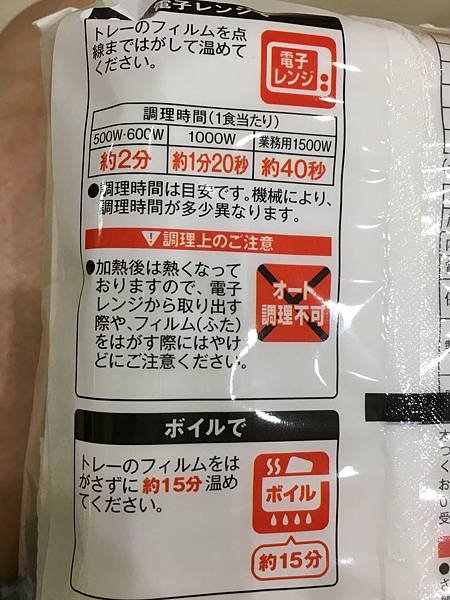 電子レンジ
トレーのフィルムを点
線まではがして温めて
ください。
電子
レンジ
調理時間(1食当たり)
500W・600W 1000W 業務用1500W
約2分 約1分20秒 約40秒
●調理時間は目安です。機械により、
調理時間が多少異なります。
調理上のご注意
●加熱後は熱くなって
おりますので、電子
レンジから取り出す
際や、フィルム(ふた)
をはがす際にはやけ
どにご注意ください。
オート
調理不可
ボイルで
トレーのフィルムをは
がさずに約15分温め
てください。
ボイル
約15分